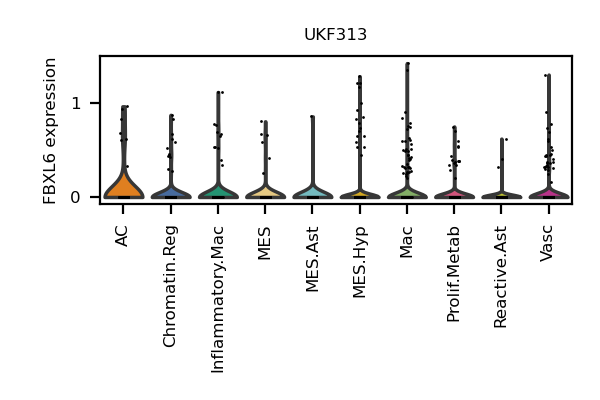 UKF313
FBXL6 expression
1
0
AC
Chromatin.Reg
Inflammatory.Mac
MES
MES.Ast
MES.Hyp
Mac
Prolif.Metab
Reactive.Ast
Vasc